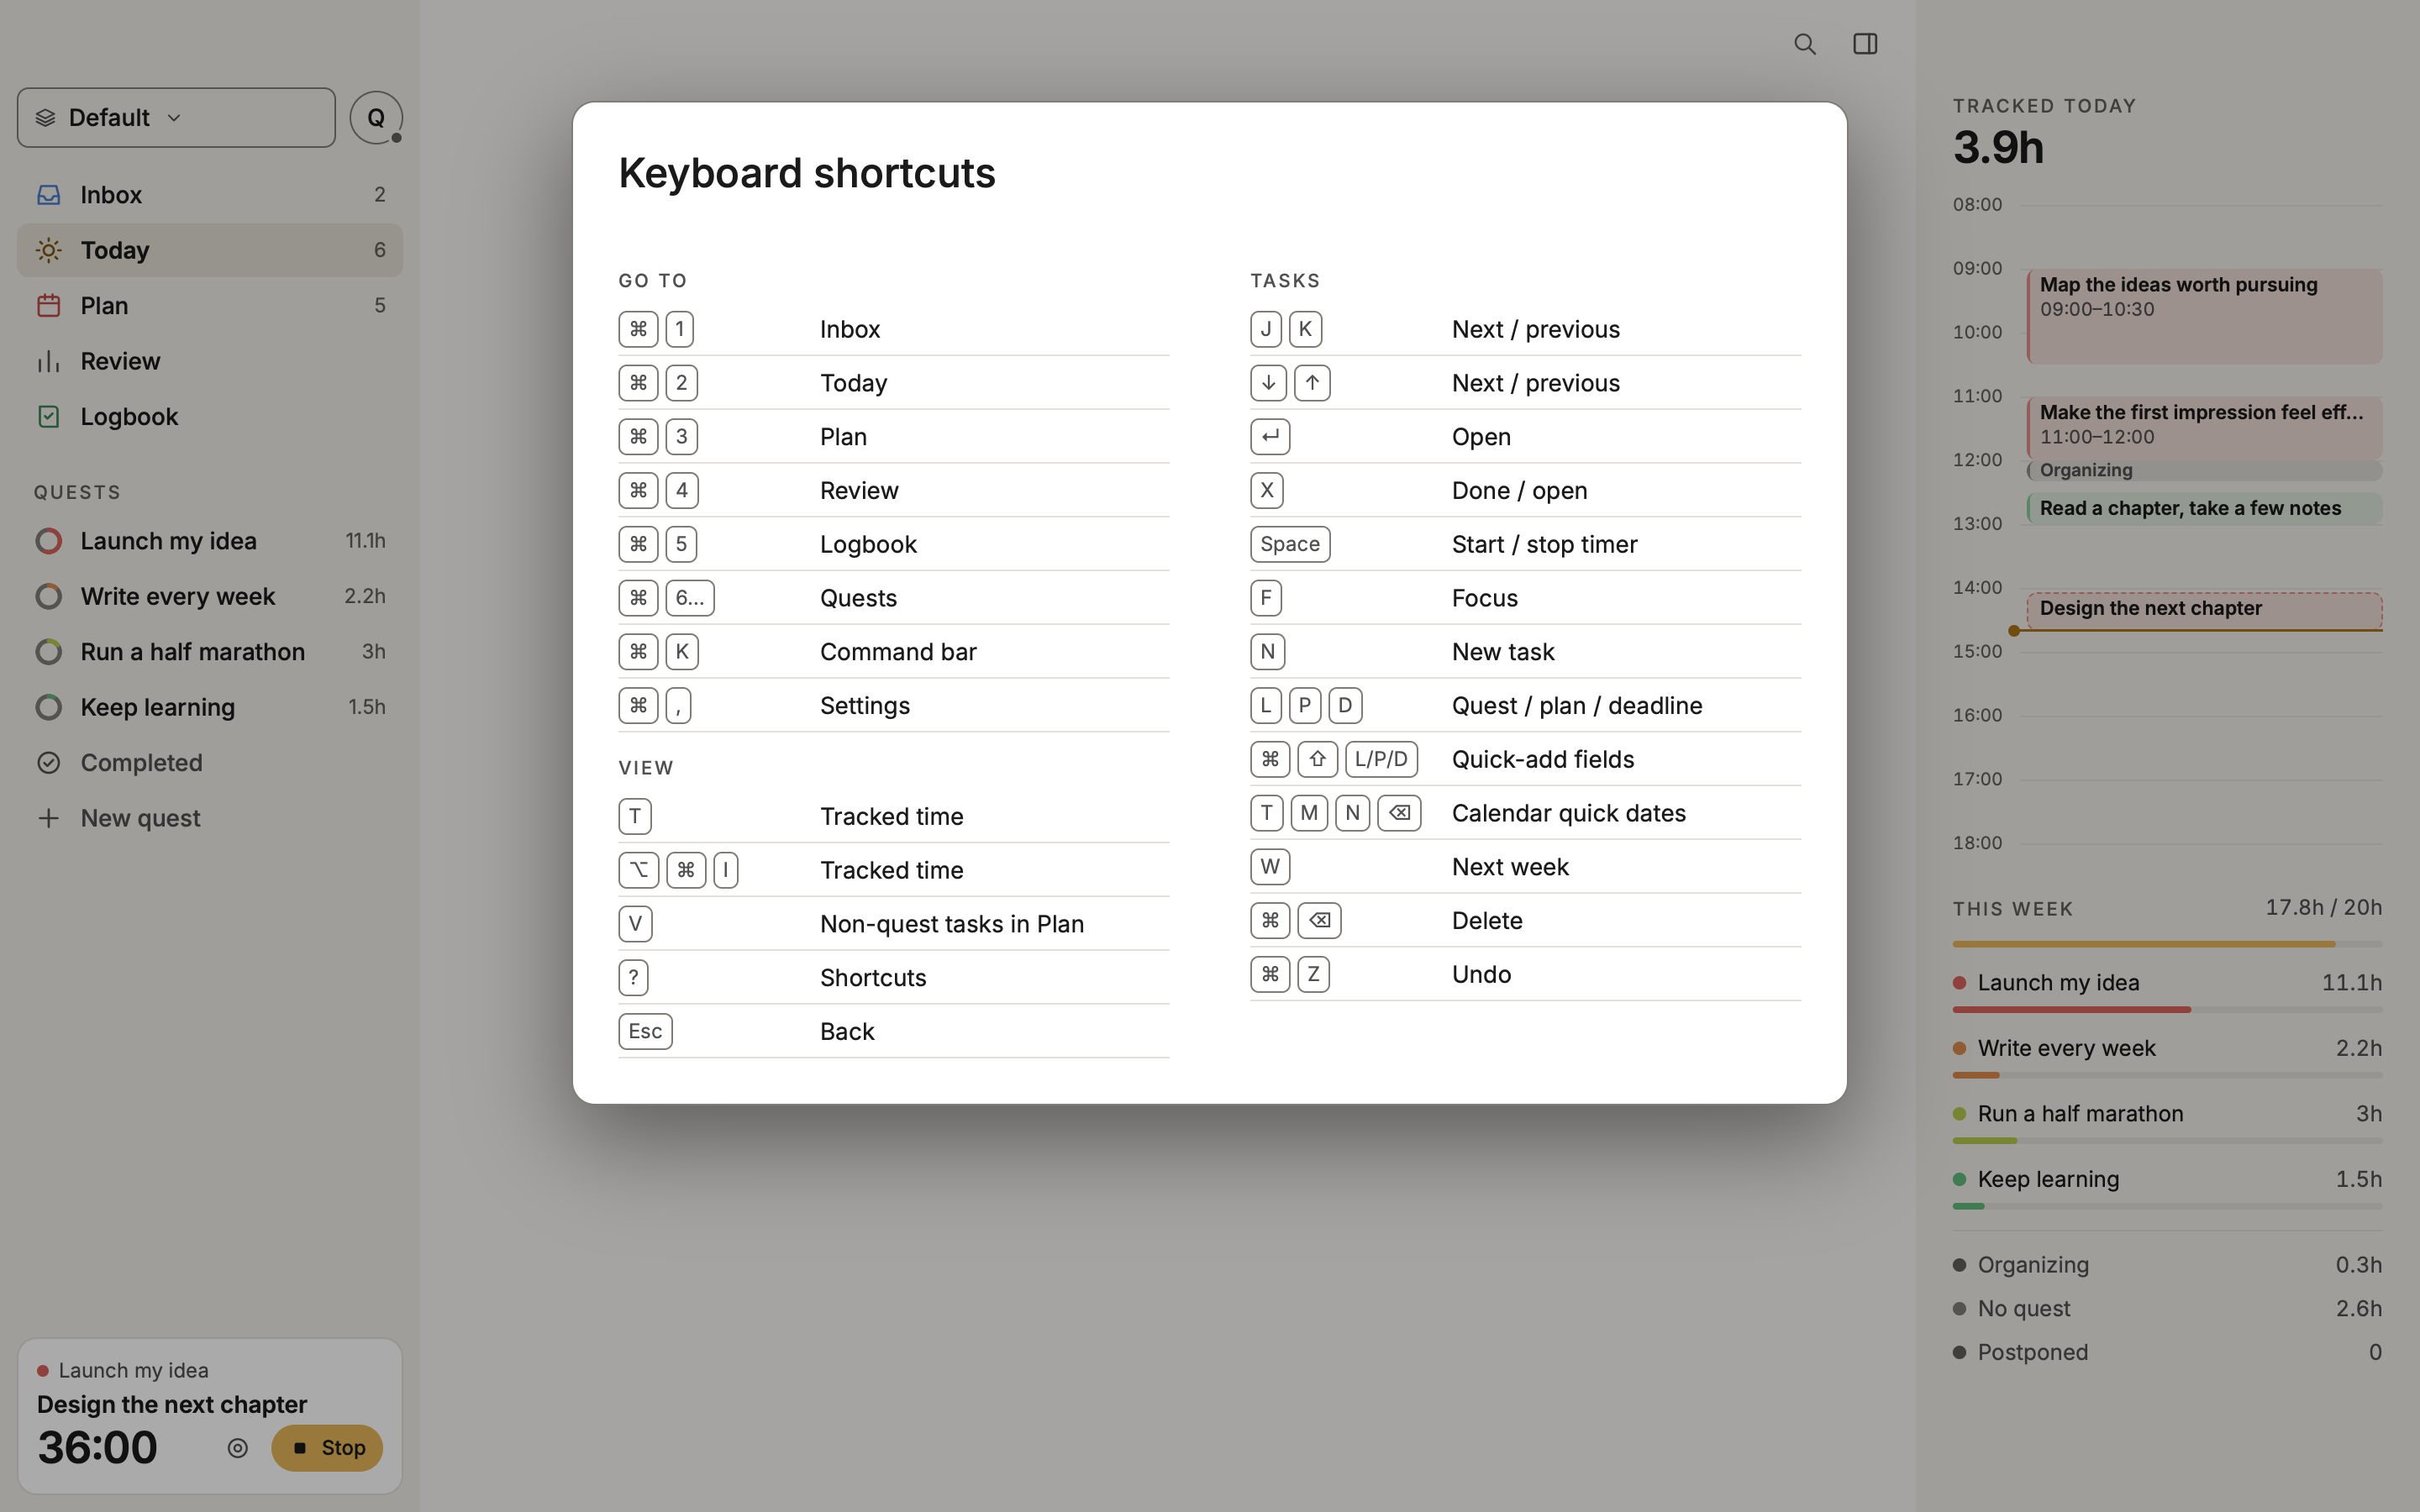 Default
Q
Inbox 2
Today 6
Plan 5
Review
Logbook
QUESTS
Launch my idea 11.1h
Write every week 2.2h
Run a half marathon 3h
Keep learning 1.5h
Completed
New quest
Launch my idea
Design the next chapter
36:00 Stop
Keyboard shortcuts
GO TO
⌘ 1 Inbox
⌘ 2 Today
⌘ 3 Plan
⌘ 4 Review
⌘ 5 Logbook
⌘ 6... Quests
⌘ K Command bar
⌘ , Settings
VIEW
T Tracked time
⌥ ⌘ I Tracked time
V Non-quest tasks in Plan
? Shortcuts
Esc Back
TASKS
J K Next / previous
↓ ↑ Next / previous
↵ Open
X Done / open
Space Start / stop timer
F Focus
N New task
L P D Quest / plan / deadline
⌘ ⇧ L/P/D Quick-add fields
T M N ⌫ Calendar quick dates
W Next week
⌘ ⌫ Delete
⌘ Z Undo
TRACKED TODAY
3.9h
08:00
09:00
Map the ideas worth pursuing
09:00–10:30
10:00
11:00
Make the first impression feel eff...
11:00–12:00
12:00
Organizing
Read a chapter, take a few notes
13:00
14:00
Design the next chapter
15:00
16:00
17:00
18:00
THIS WEEK 17.8h / 20h
Launch my idea 11.1h
Write every week 2.2h
Run a half marathon 3h
Keep learning 1.5h
Organizing 0.3h
No quest 2.6h
Postponed 0